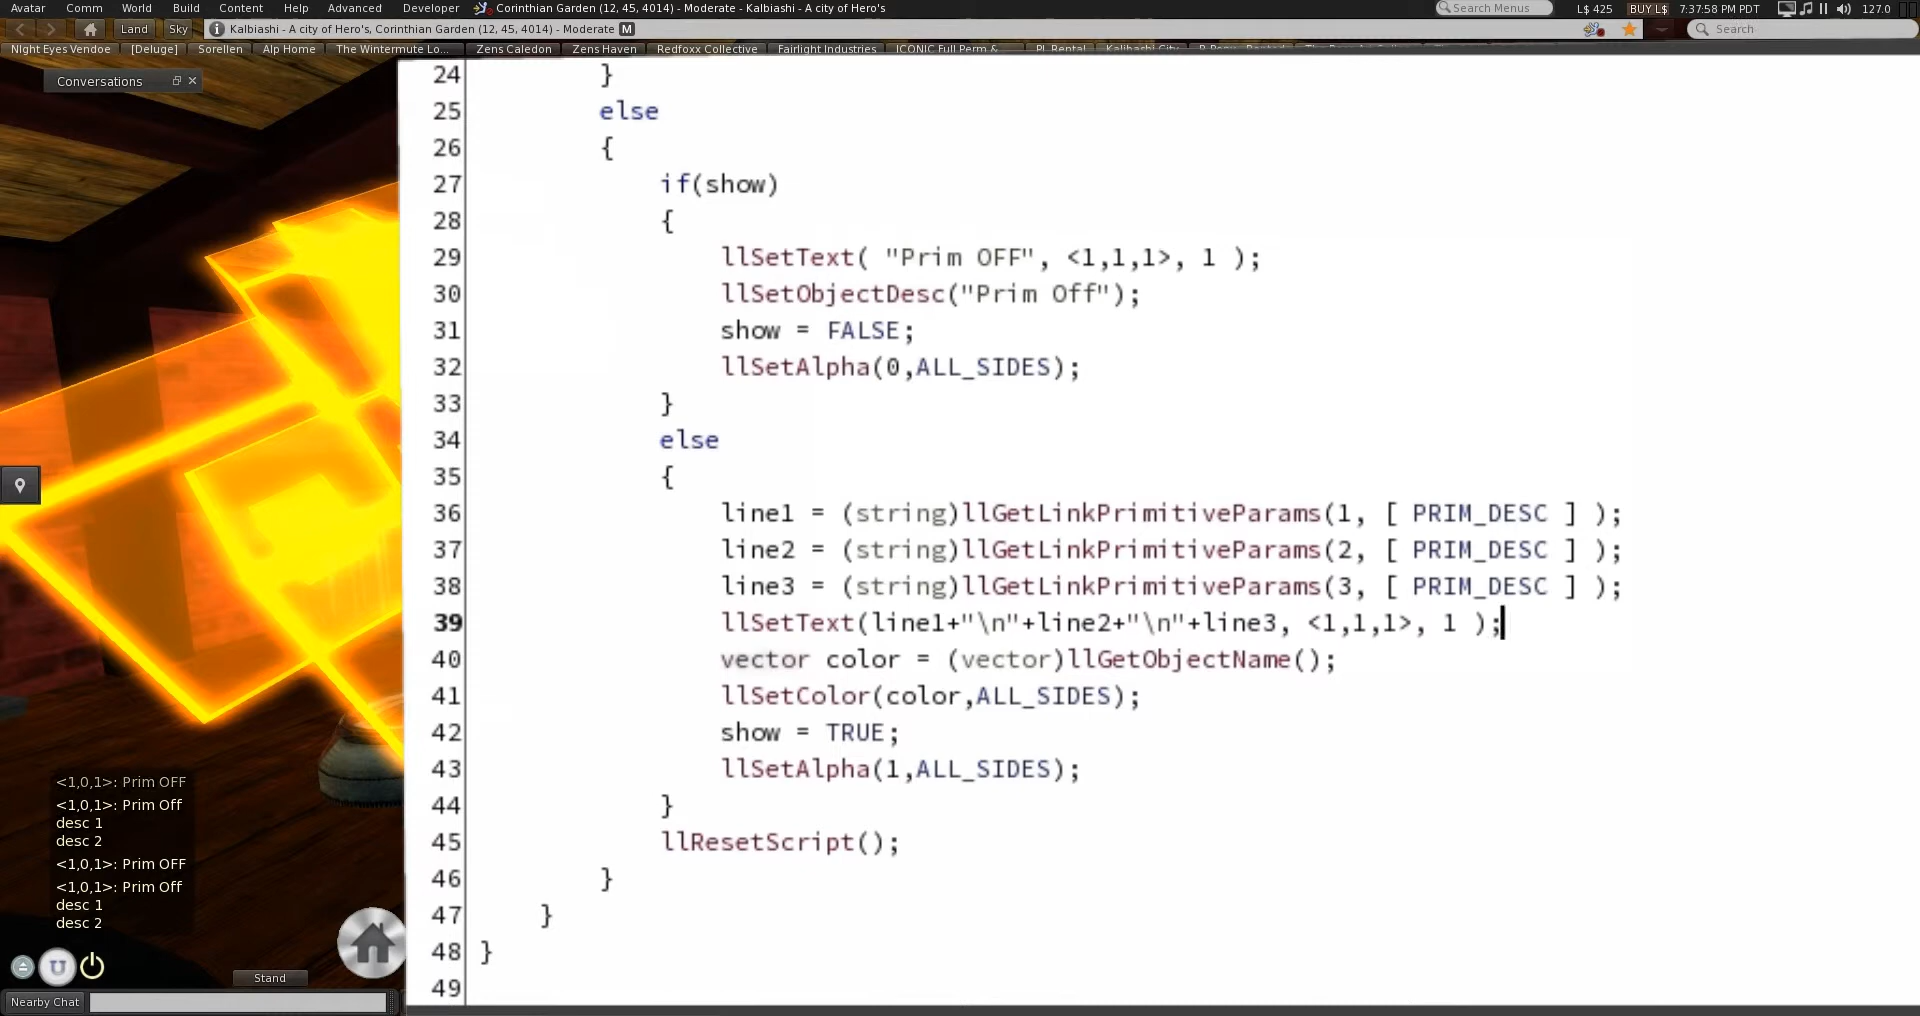 Avatar Comm World Build Content Help Advanced Developer Corinthian Garden (12, 45, 4014) - Moderate - Kalbiashi - A city of Hero's Search Menus L$ 425 BUY L$ 7:37:58 PM PDT 127.0
Land Sky Kalbiashi - A city of Hero's, Corinthian Garden (12, 45, 4014) - Moderate M Search
NIght Eyes Vendoe [Deluge] Sorellen Alp Home The Wintermute Lo... Zens Caledon Zens Haven Redfoxx Collective Fairlight Industries ICONIC Full Perm & PL Rental Kalibashi City
Conversations
24 }
25 else
26 {
27 if(show)
28 {
29 llSetText( "Prim OFF", <1,1,1>, 1 );
30 llSetObjectDesc("Prim Off");
31 show = FALSE;
32 llSetAlpha(0,ALL_SIDES);
33 }
34 else
35 {
36 line1 = (string)llGetLinkPrimitiveParams(1, [ PRIM_DESC ] );
37 line2 = (string)llGetLinkPrimitiveParams(2, [ PRIM_DESC ] );
38 line3 = (string)llGetLinkPrimitiveParams(3, [ PRIM_DESC ] );
39 llSetText(line1+"\n"+line2+"\n"+line3, <1,1,1>, 1 );
40 vector color = (vector)llGetObjectName();
41 llSetColor(color,ALL_SIDES);
42 show = TRUE;
43 llSetAlpha(1,ALL_SIDES);
44 }
45 llResetScript();
46 }
47 }
48 }
49
<1,0,1>: Prim OFF
<1,0,1>: Prim Off
desc 1
desc 2
<1,0,1>: Prim OFF
<1,0,1>: Prim Off
desc 1
desc 2
U
Stand
Nearby Chat